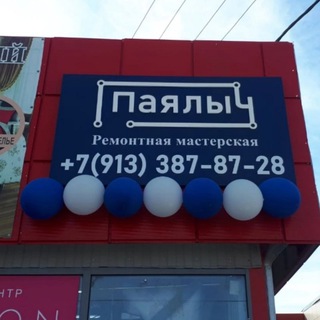 Паялыч
Ремонтная мастерская
+7(913) 387-87-28